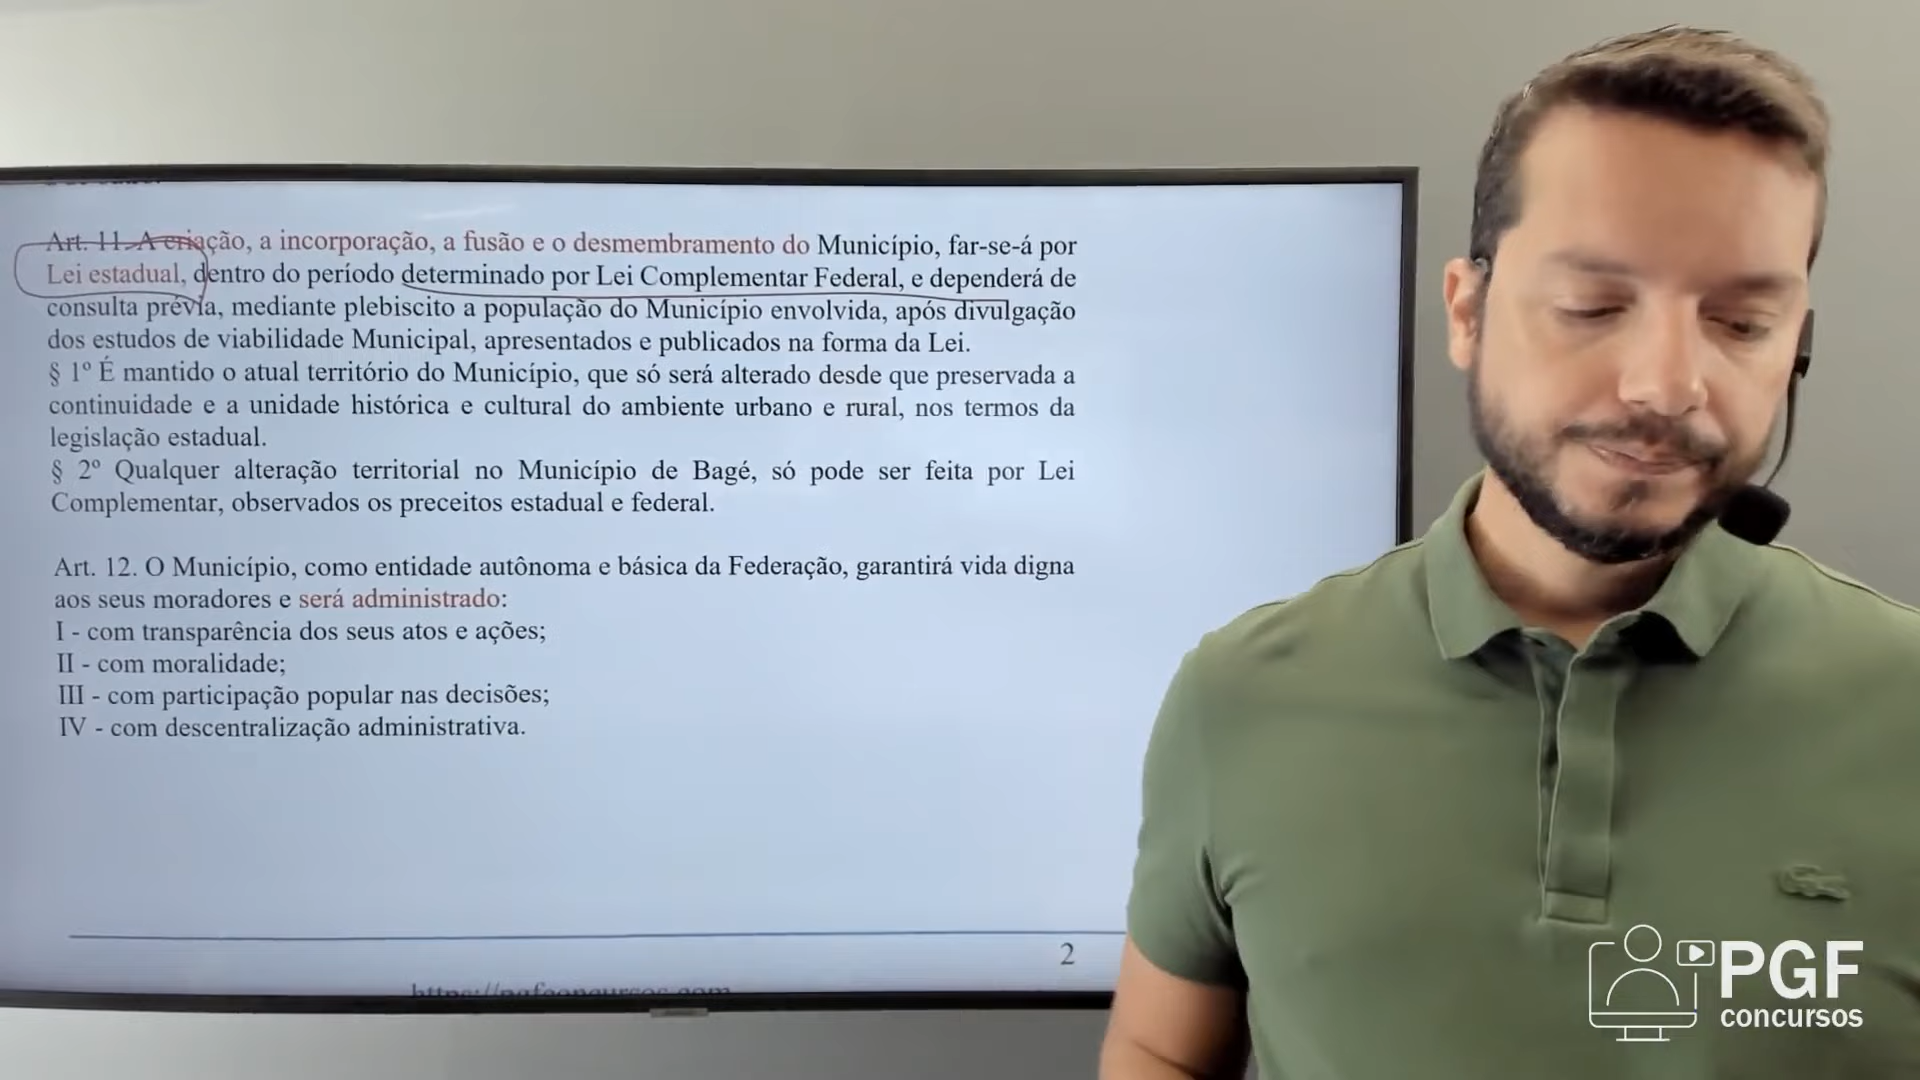 Art. 11. A criação, a incorporação, a fusão e o desmembramento do Município, far-se-á por
Lei estadual, dentro do período determinado por Lei Complementar Federal, e dependerá de
consulta prévia, mediante plebiscito a população do Município envolvida, após divulgação
dos estudos de viabilidade Municipal, apresentados e publicados na forma da Lei.
§ 1º É mantido o atual território do Município, que só será alterado desde que preservada a
continuidade e a unidade histórica e cultural do ambiente urbano e rural, nos termos da
legislação estadual.
§ 2º Qualquer alteração territorial no Município de Bagé, só pode ser feita por Lei
Complementar, observados os preceitos estadual e federal.
Art. 12. O Município, como entidade autônoma e básica da Federação, garantirá vida digna
aos seus moradores e será administrado:
I - com transparência dos seus atos e ações;
II - com moralidade;
III - com participação popular nas decisões;
IV - com descentralização administrativa.
2
https://pgfconcursos.com
PGF
concursos